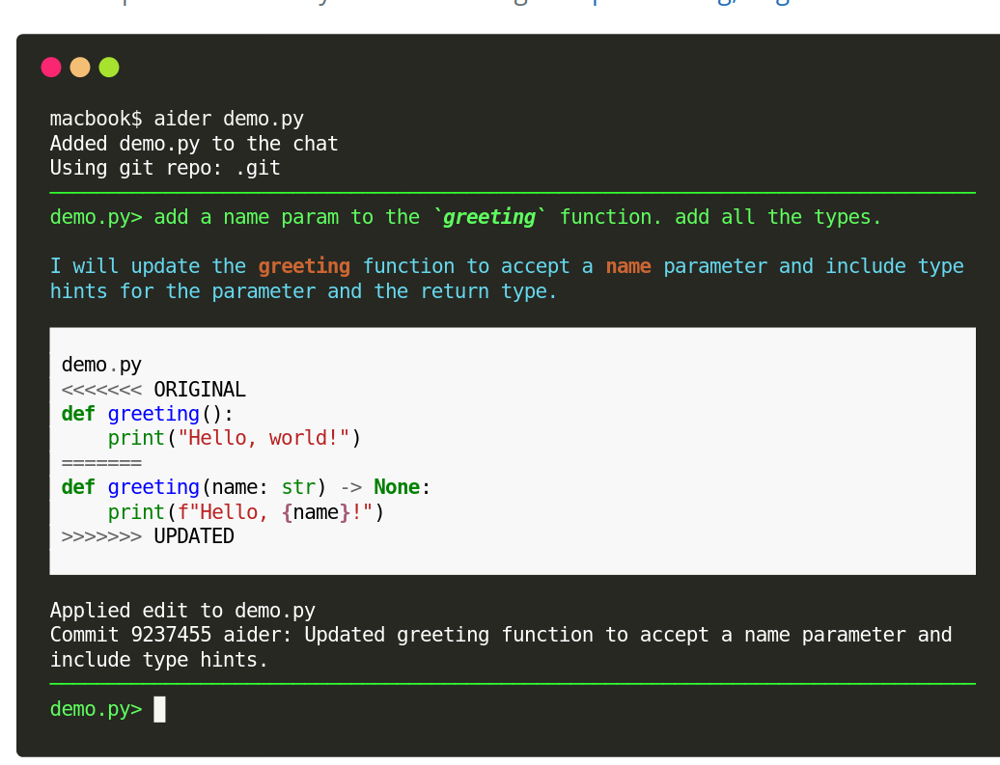 macbook$ aider demo.py
Added demo.py to the chat
Using git repo: .git
demo.py> add a name param to the `greeting` function. add all the types.
I will update the greeting function to accept a name parameter and include type
hints for the parameter and the return type.
demo.py
<<<<<<< ORIGINAL
def greeting():
    print("Hello, world!")
=======
def greeting(name: str) -> None:
    print(f"Hello, {name}!")
>>>>>>> UPDATED
Applied edit to demo.py
Commit 9237455 aider: Updated greeting function to accept a name parameter and
include type hints.
demo.py>